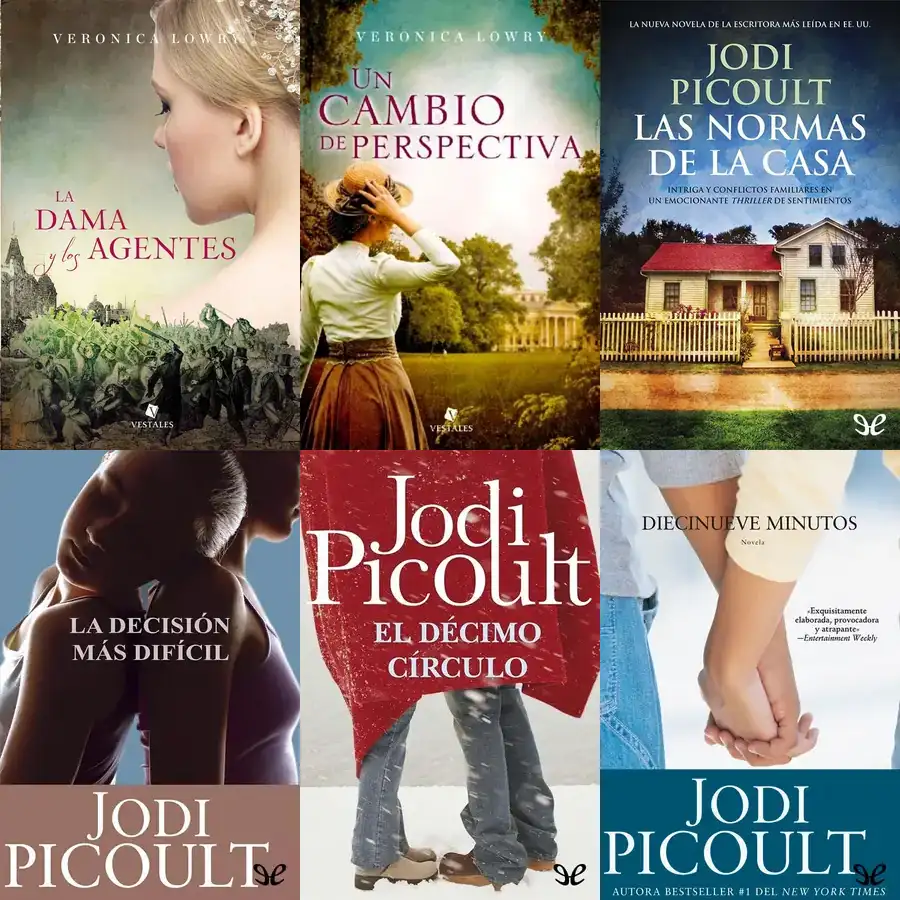 VERONICA LOWRY
LA
DAMA
y los AGENTES
VESTALES
VERONICA LOWRY
UN
CAMBIO
DE PERSPECTIVA
VESTALES
LA NUEVA NOVELA DE LA ESCRITORA MÁS LEÍDA EN EE. UU.
JODI
PICOULT
LAS NORMAS
DE LA CASA
INTRIGA Y CONFLICTOS FAMILIARES EN
UN EMOCIONANTE THRILLER DE SENTIMIENTOS
LA DECISIÓN
MÁS DIFÍCIL
JODI
PICOULT
Jodi
Picoult
EL DÉCIMO
CÍRCULO
DIECINUEVE MINUTOS
Novela
»Exquisitamente
elaborada, provocadora
y atrapante»
—Entertainment Weekly
JODI
PICOULT
AUTORA BESTSELLER #1 DEL NEW YORK TIMES